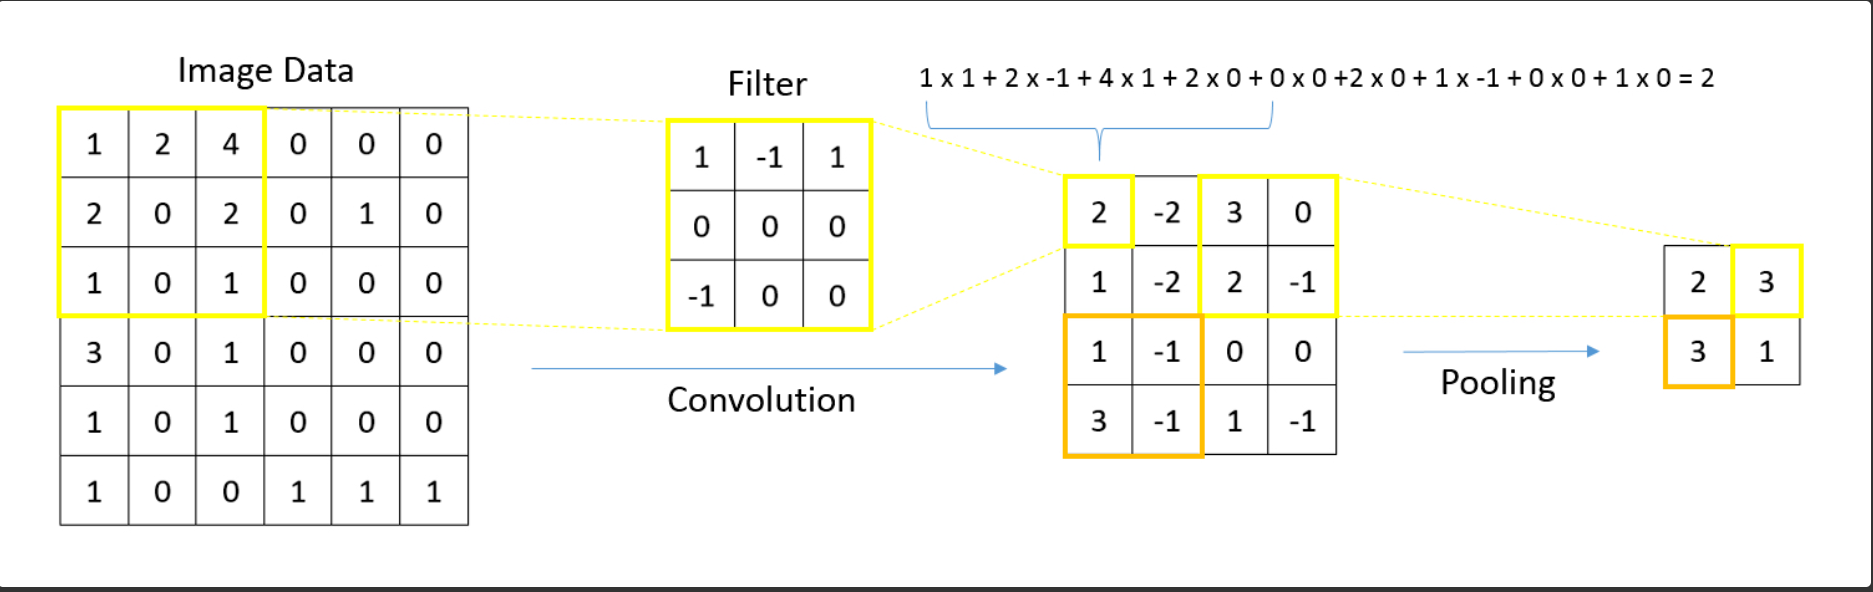 Image Data
Filter
1 x 1 + 2 x -1 + 4 x 1 + 2 x 0 + 0 x 0 +2 x 0 + 1 x -1 + 0 x 0 + 1 x 0 = 2
1 2 4 0 0 0
2 0 2 0 1 0
1 0 1 0 0 0
3 0 1 0 0 0
1 0 1 0 0 0
1 0 0 1 1 1
1 -1 1
0 0 0
-1 0 0
Convolution
2 -2 3 0
1 -2 2 -1
1 -1 0 0
3 -1 1 -1
Pooling
2 3
3 1